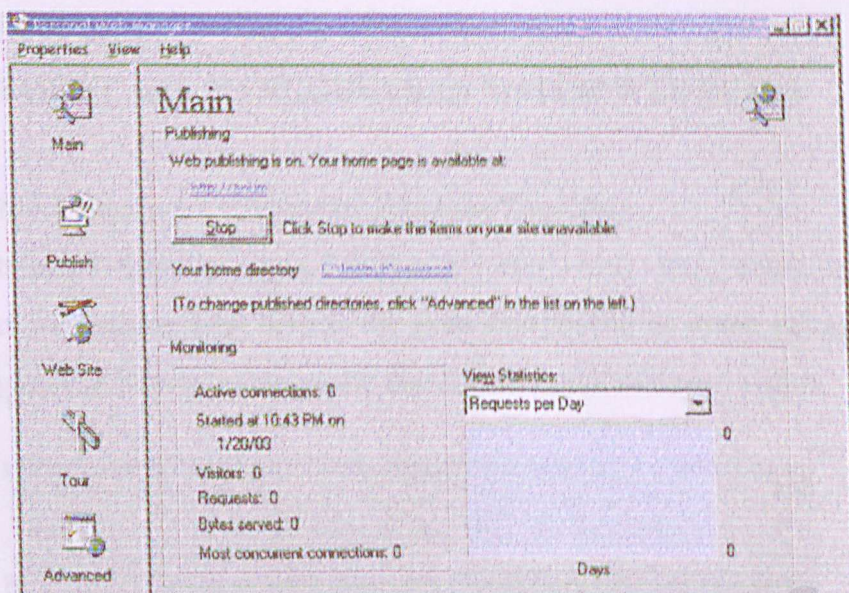 Personal Web Manager
Properties View Help
Main
Publish
Web Site
Tour
Advanced
Main
Publishing
Web publishing is on. Your home page is available at:
Stop Click Stop to make the items on your site unavailable.
Your home directory
(To change published directories, click "Advanced" in the list on the left.)
Monitoring
Active connections: 0
Started at 10:43 PM on
1/20/03
Visitors: 0
Requests: 0
Bytes served: 0
Most concurrent connections: 0
View Statistics:
Requests per Day
0
0
Days